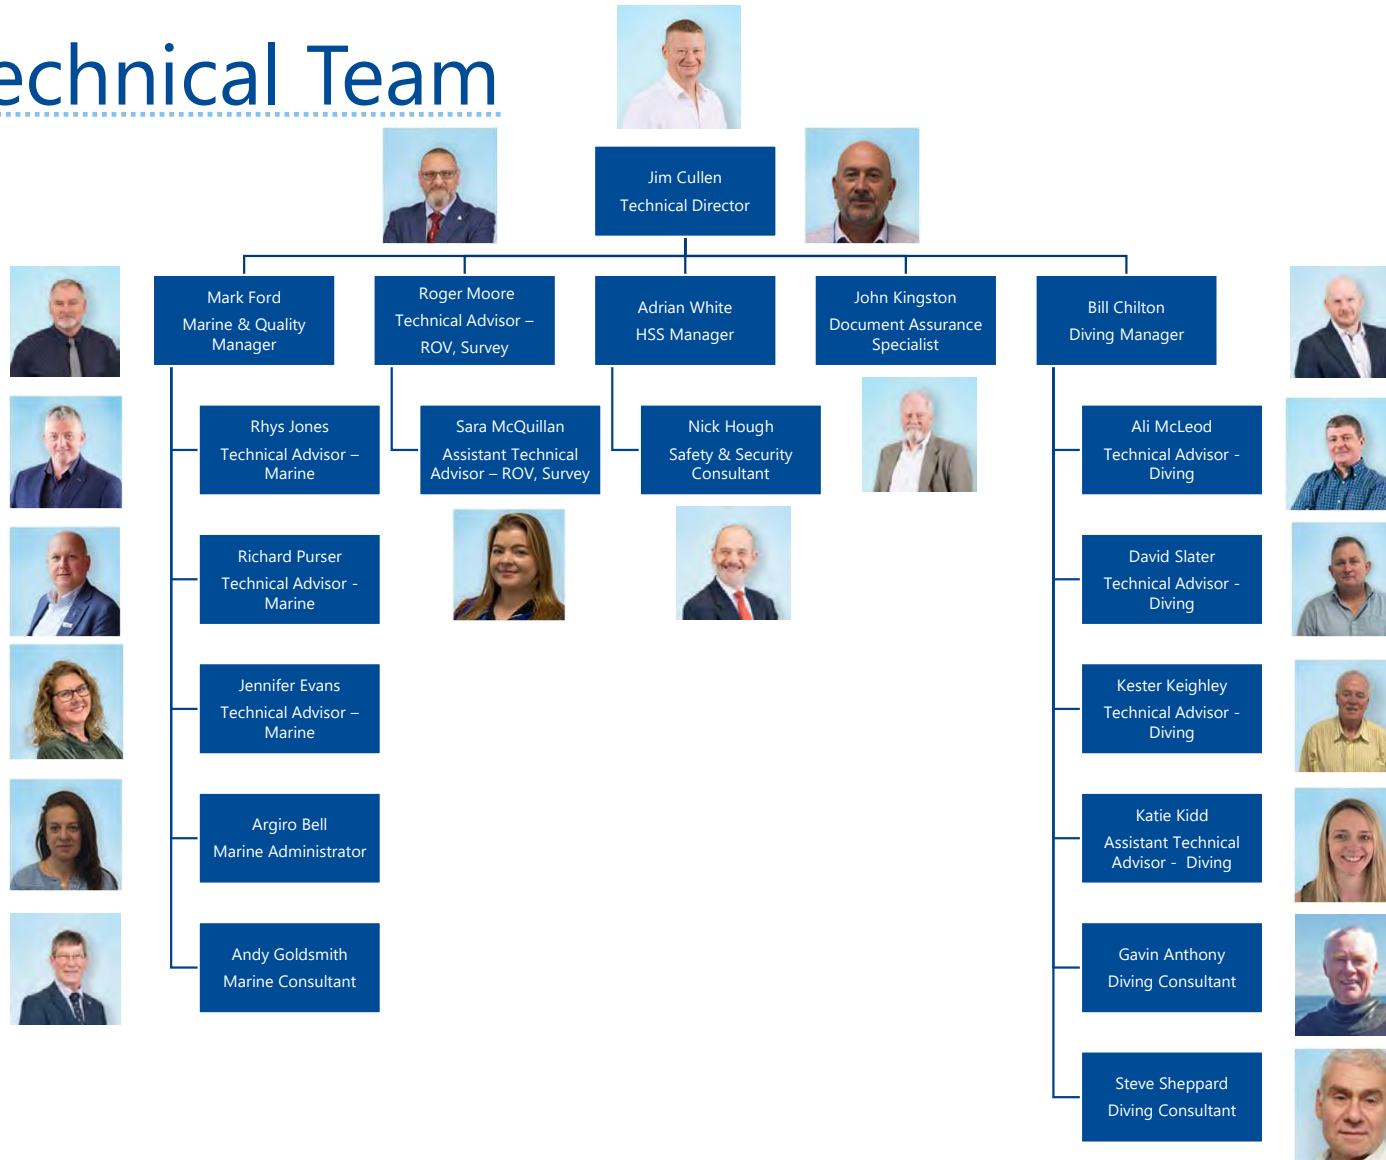 echnical Team
Jim Cullen
Technical Director
Mark Ford
Marine & Quality
Manager
Roger Moore
Technical Advisor –
ROV, Survey
Adrian White
HSS Manager
John Kingston
Document Assurance
Specialist
Bill Chilton
Diving Manager
Rhys Jones
Technical Advisor –
Marine
Sara McQuillan
Assistant Technical
Advisor – ROV, Survey
Nick Hough
Safety & Security
Consultant
Ali McLeod
Technical Advisor -
Diving
Richard Purser
Technical Advisor -
Marine
David Slater
Technical Advisor -
Diving
Jennifer Evans
Technical Advisor –
Marine
Kester Keighley
Technical Advisor -
Diving
Argiro Bell
Marine Administrator
Katie Kidd
Assistant Technical
Advisor -  Diving
Andy Goldsmith
Marine Consultant
Gavin Anthony
Diving Consultant
Steve Sheppard
Diving Consultant